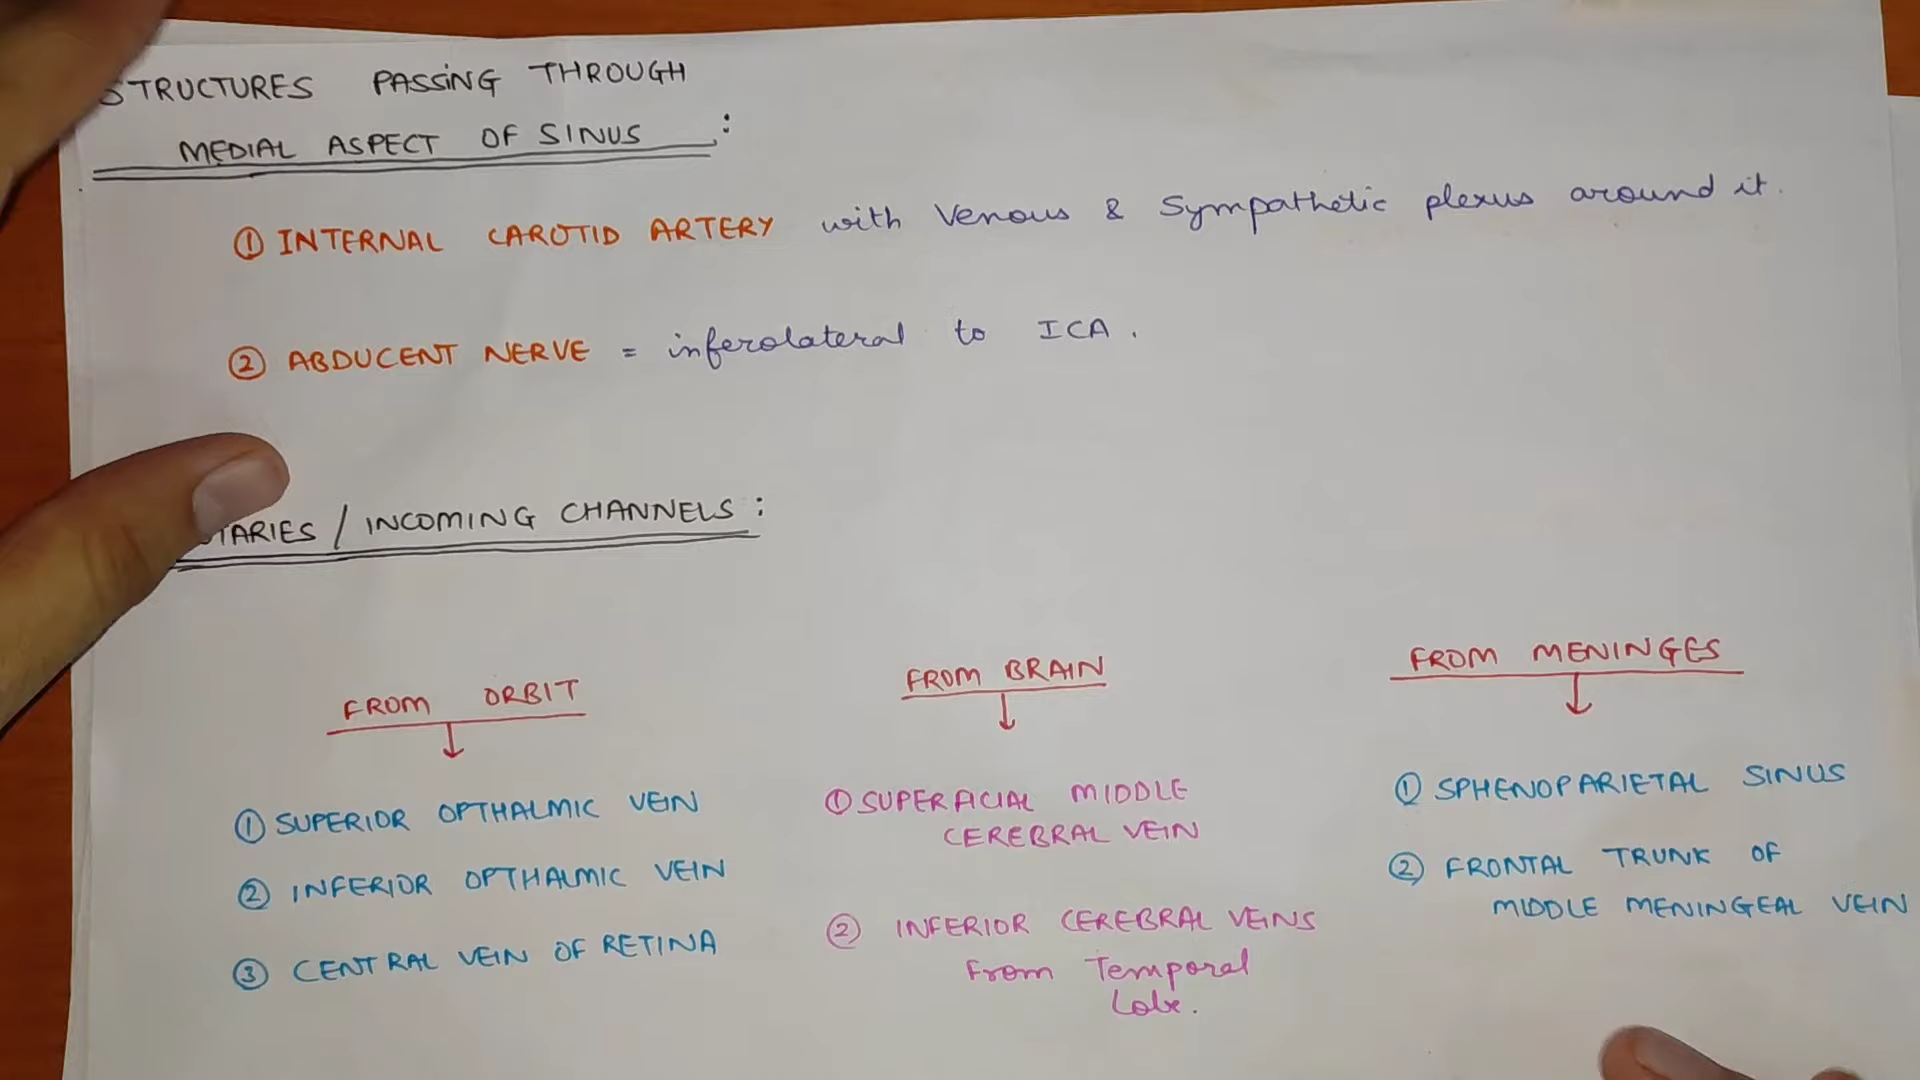 STRUCTURES PASSING THROUGH
MEDIAL ASPECT OF SINUS :
① INTERNAL CAROTID ARTERY with Venous & Sympathetic plexus around it.
② ABDUCENT NERVE = inferolateral to ICA.
TARIES / INCOMING CHANNELS :
FROM ORBIT
① SUPERIOR OPTHALMIC VEIN
② INFERIOR OPTHALMIC VEIN
③ CENTRAL VEIN OF RETINA
FROM BRAIN
① SUPERFICIAL MIDDLE
CEREBRAL VEIN
② INFERIOR CEREBRAL VEINS
From Temporal
Lobe.
FROM MENINGES
① SPHENOPARIETAL SINUS
② FRONTAL TRUNK OF
MIDDLE MENINGEAL VEIN